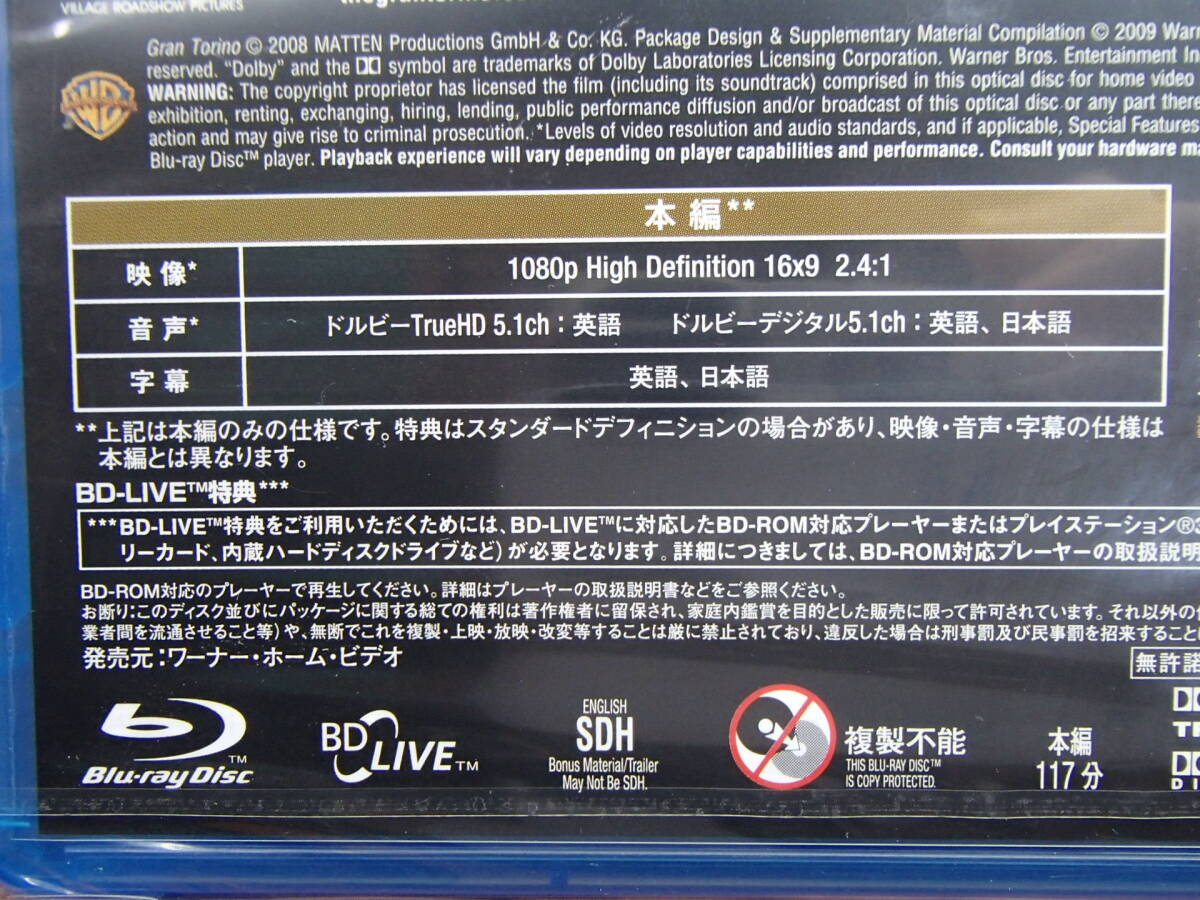 VILLAGE ROADSHOW PICTURES
Gran Torino © 2008 MATTEN Productions GmbH & Co. KG. Package Design & Supplementary Material Compilation © 2009 Warn
reserved. "Dolby" and the DD symbol are trademarks of Dolby Laboratories Licensing Corporation. Warner Bros. Entertainment In
WARNING: The copyright proprietor has licensed the film (including its soundtrack) comprised in this optical disc for home video
exhibition, renting, exchanging, hiring, lending, public performance diffusion and/or broadcast of this optical disc or any part there
action and may give rise to criminal prosecution. *Levels of video resolution and audio standards, and if applicable, Special Features,
Blu-ray Disc™ player. Playback experience will vary depending on player capabilities and performance. Consult your hardware ma
WB
本編**
映像* 1080p High Definition 16x9 2.4:1
音声* ドルビーTrueHD 5.1ch：英語 ドルビーデジタル5.1ch：英語、日本語
字幕 英語、日本語
**上記は本編のみの仕様です。特典はスタンダードデフィニションの場合があり、映像・音声・字幕の仕様は
本編とは異なります。
BD-LIVE™特典***
***BD-LIVE™特典をご利用いただくためには、BD-LIVE™に対応したBD-ROM対応プレーヤーまたはプレイステーション®3
リーカード、内蔵ハードディスクドライブなど）が必要となります。詳細につきましては、BD-ROM対応プレーヤーの取扱説明
BD-ROM対応のプレーヤーで再生してください。詳細はプレーヤーの取扱説明書などをご参照ください。
お断り：このディスク並びにパッケージに関する総ての権利は著作権者に留保され、家庭内鑑賞を目的とした販売に限って許可されています。それ以外の
業者間を流通させること等）や、無断でこれを複製・上映・放映・改変等することは厳に禁止されており、違反した場合は刑事罰及び民事罰を招来すること
発売元：ワーナー・ホーム・ビデオ
無許諾
Blu-ray Disc™
BD LIVE™
ENGLISH
SDH
Bonus Material/Trailer
May Not Be SDH.
複製不能
THIS BLU-RAY DISC™
IS COPY PROTECTED.
本編
117分